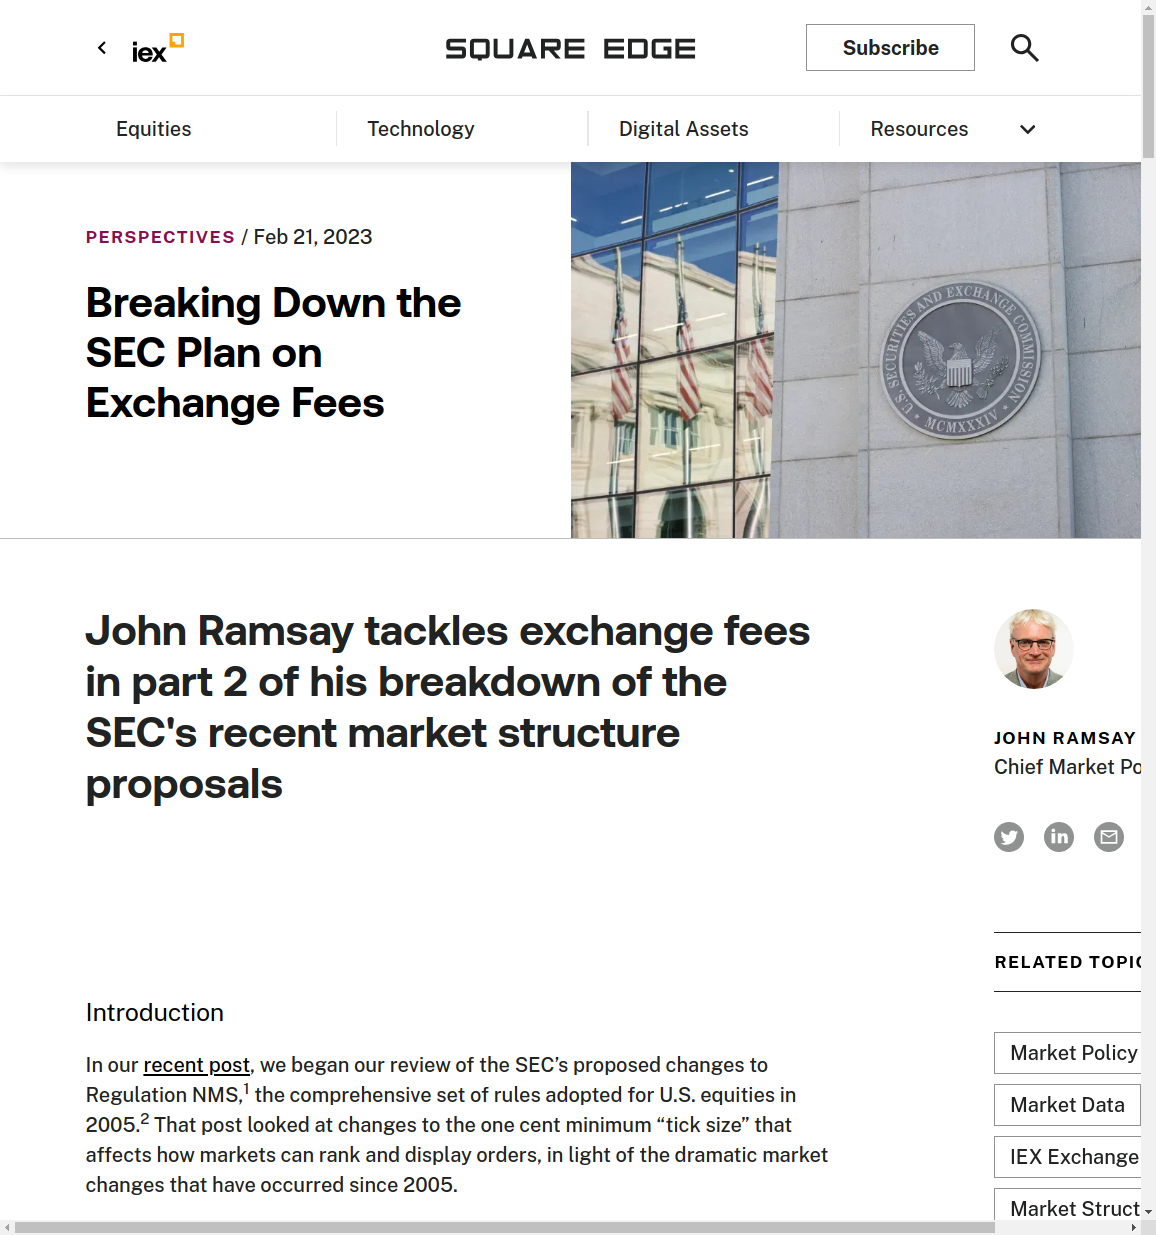 iex
SQUARE EDGE
Subscribe
Equities
Technology
Digital Assets
Resources
PERSPECTIVES / Feb 21, 2023
Breaking Down the
SEC Plan on
Exchange Fees
U.S. SECURITIES AND EXCHANGE COMMISSION
MCMXXXIV
John Ramsay tackles exchange fees
in part 2 of his breakdown of the
SEC's recent market structure
proposals
JOHN RAMSAY
Chief Market Po
in
RELATED TOPIC
Market Policy
Market Data
IEX Exchange
Market Struct
Introduction
In our recent post, we began our review of the SEC’s proposed changes to
Regulation NMS,1 the comprehensive set of rules adopted for U.S. equities in
2005.2 That post looked at changes to the one cent minimum “tick size” that
affects how markets can rank and display orders, in light of the dramatic market
changes that have occurred since 2005.